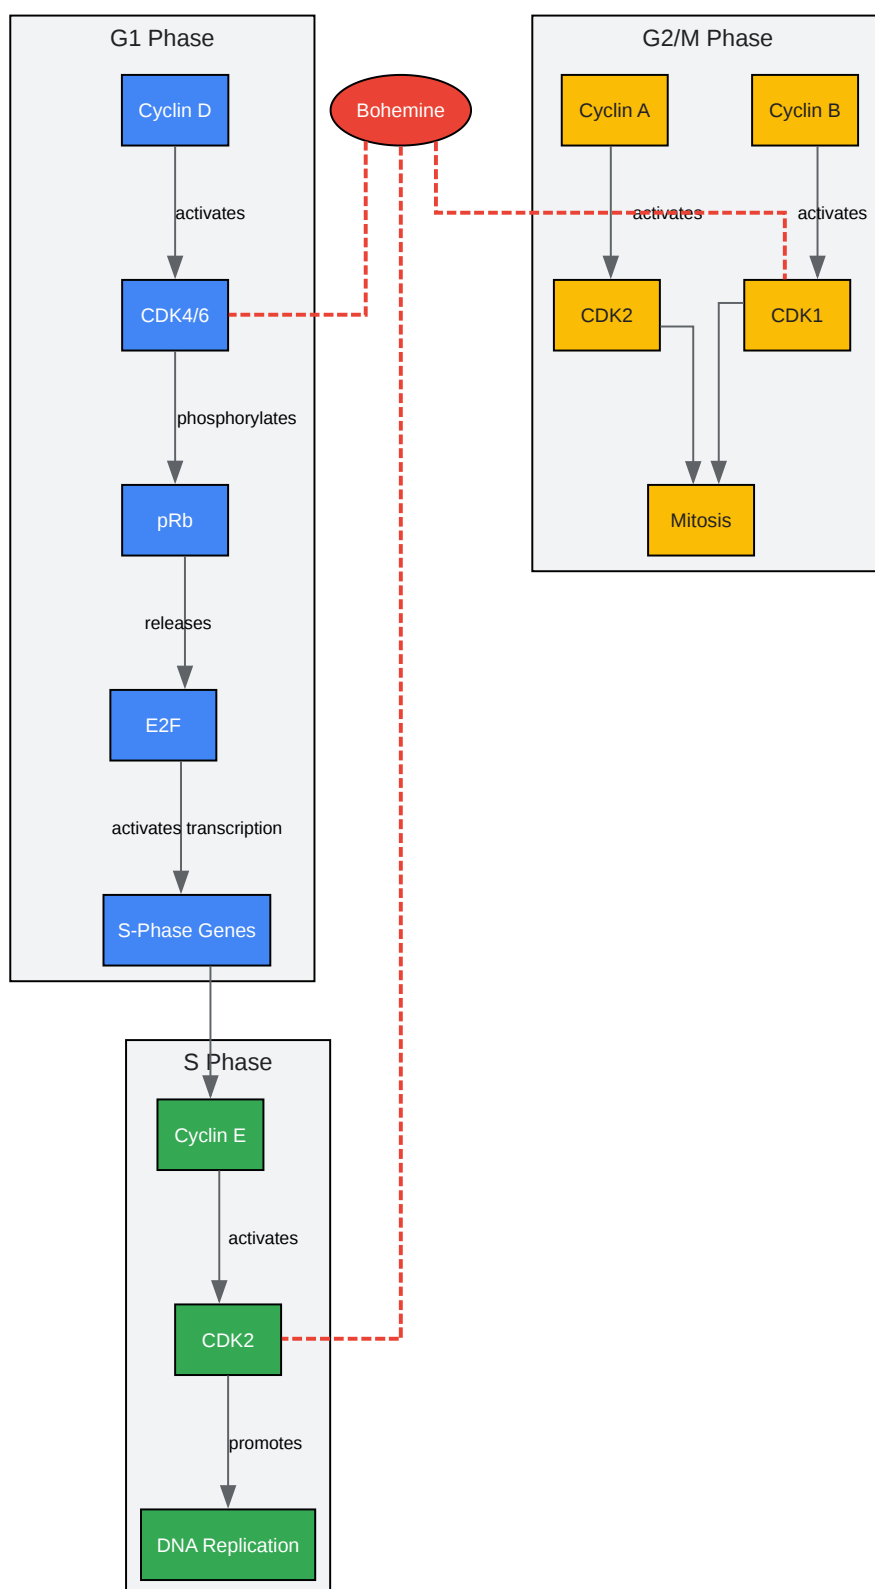 G1 Phase
Cyclin D
activates
CDK4/6
phosphorylates
pRb
releases
E2F
activates transcription
S-Phase Genes
Bohemine
G2/M Phase
Cyclin A
Cyclin B
activates
activates
CDK2
CDK1
Mitosis
S Phase
Cyclin E
activates
CDK2
promotes
DNA Replication